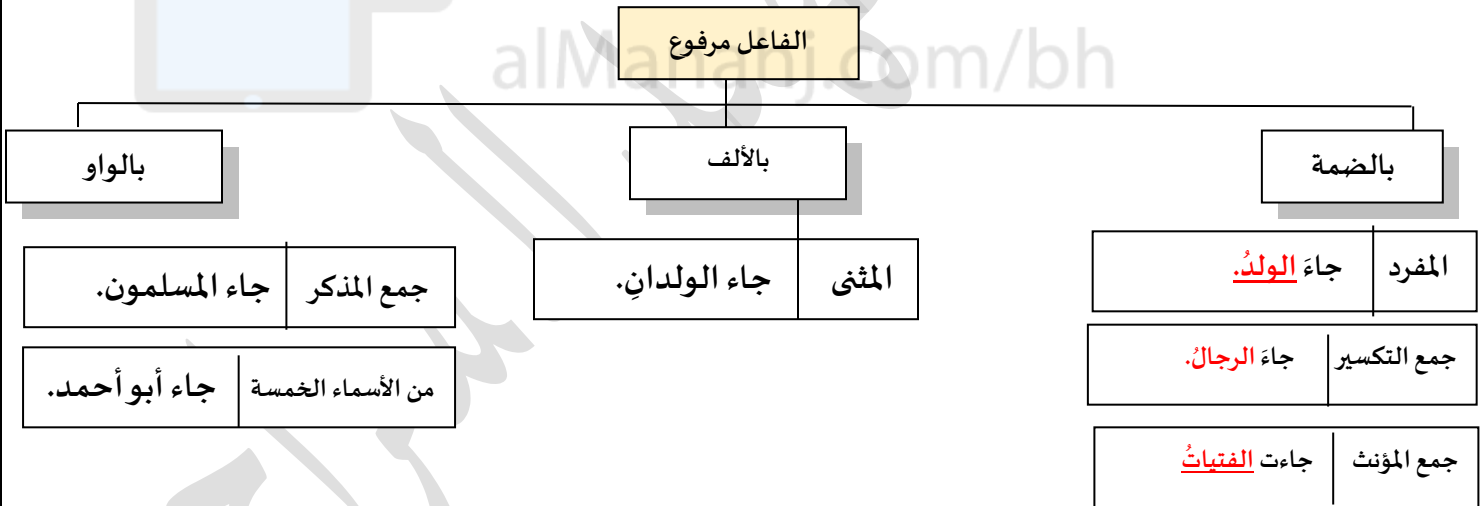 alManahj.com/bh
الفاعل مرفوع
بالضمة
بالألف
بالواو
المفرد جاءَ الولدُ.
جمع التكسير جاءَ الرجالُ.
جمع المؤنث جاءت الفتياتُ
المثنى جاء الولدانِ.
جمع المذكر جاء المسلمون.
من الأسماء الخمسة جاء أبو أحمد.